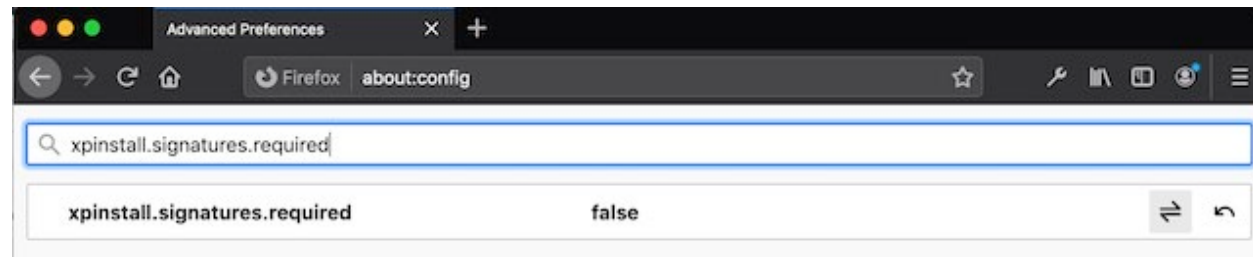 Advanced Preferences
Firefox about:config
xpinstall.signatures.required
xpinstall.signatures.required false